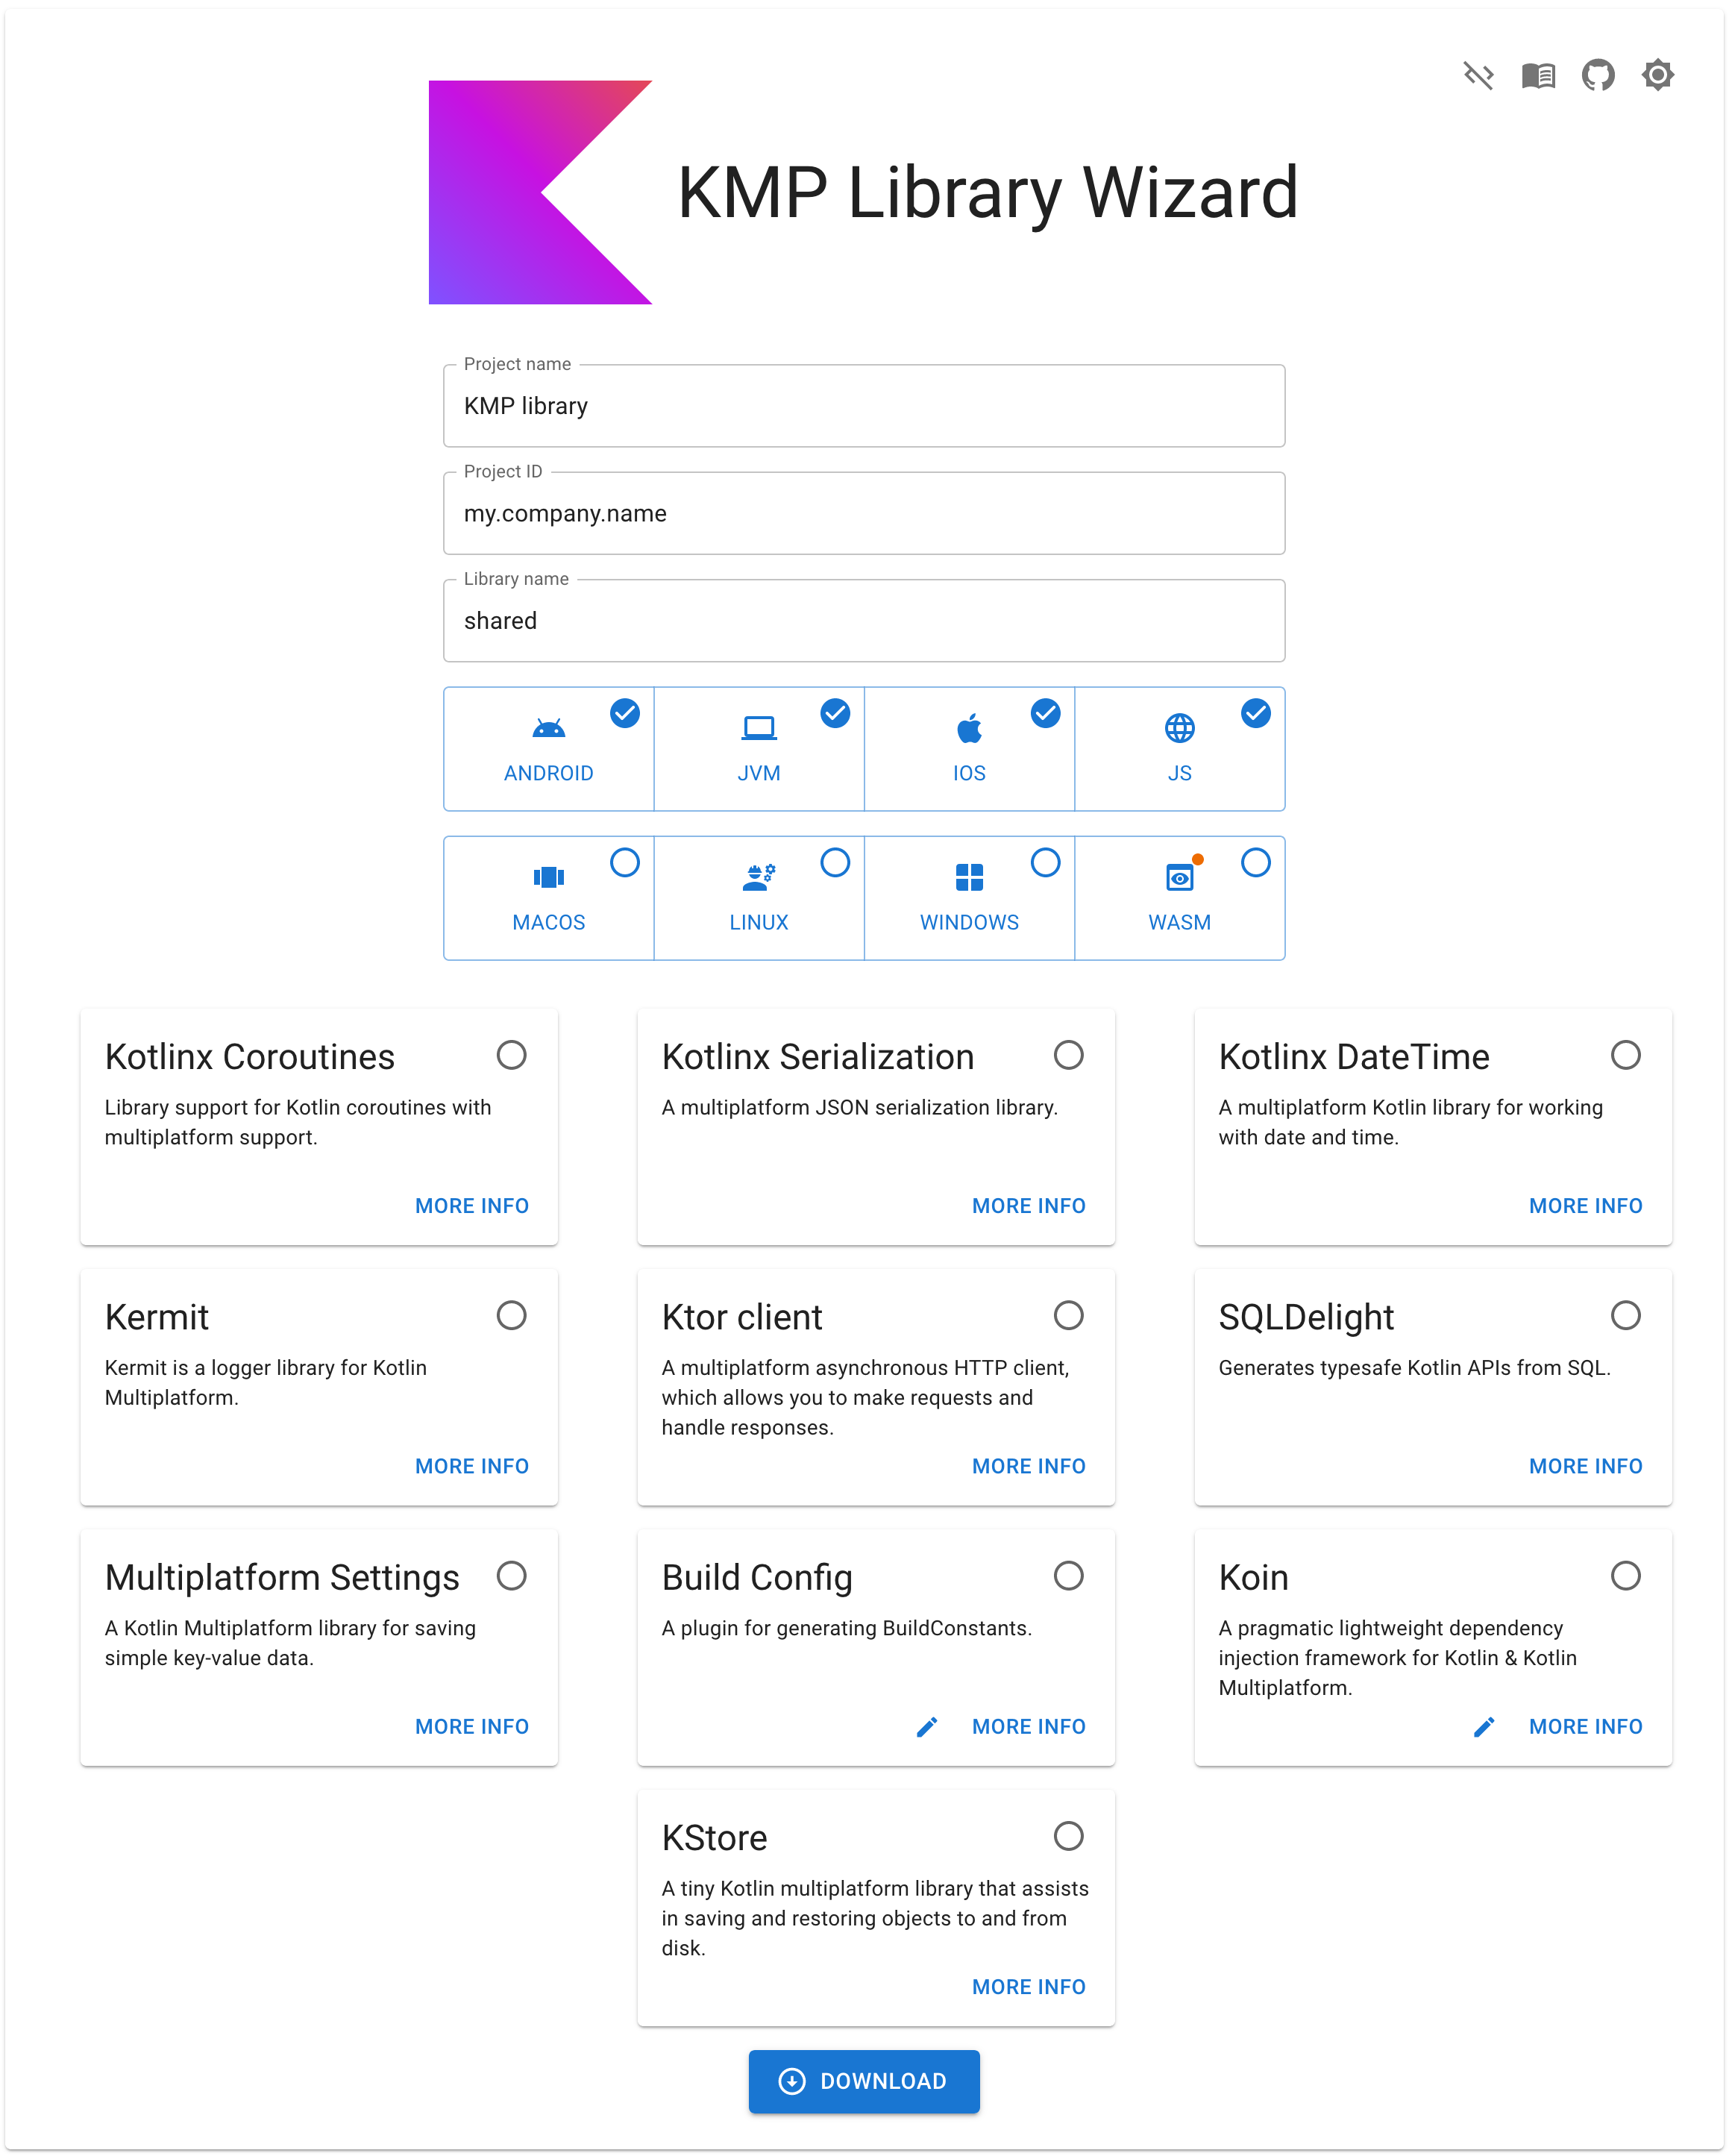 KMP Library Wizard
Project name
KMP library
Project ID
my.company.name
Library name
shared
ANDROID
JVM
IOS
JS
MACOS
LINUX
WINDOWS
WASM
Kotlinx Coroutines
Library support for Kotlin coroutines with
multiplatform support.
MORE INFO
Kotlinx Serialization
A multiplatform JSON serialization library.
MORE INFO
Kotlinx DateTime
A multiplatform Kotlin library for working
with date and time.
MORE INFO
Kermit
Kermit is a logger library for Kotlin
Multiplatform.
MORE INFO
Ktor client
A multiplatform asynchronous HTTP client,
which allows you to make requests and
handle responses.
MORE INFO
SQLDelight
Generates typesafe Kotlin APIs from SQL.
MORE INFO
Multiplatform Settings
A Kotlin Multiplatform library for saving
simple key-value data.
MORE INFO
Build Config
A plugin for generating BuildConstants.
MORE INFO
Koin
A pragmatic lightweight dependency
injection framework for Kotlin & Kotlin
Multiplatform.
MORE INFO
KStore
A tiny Kotlin multiplatform library that assists
in saving and restoring objects to and from
disk.
MORE INFO
DOWNLOAD